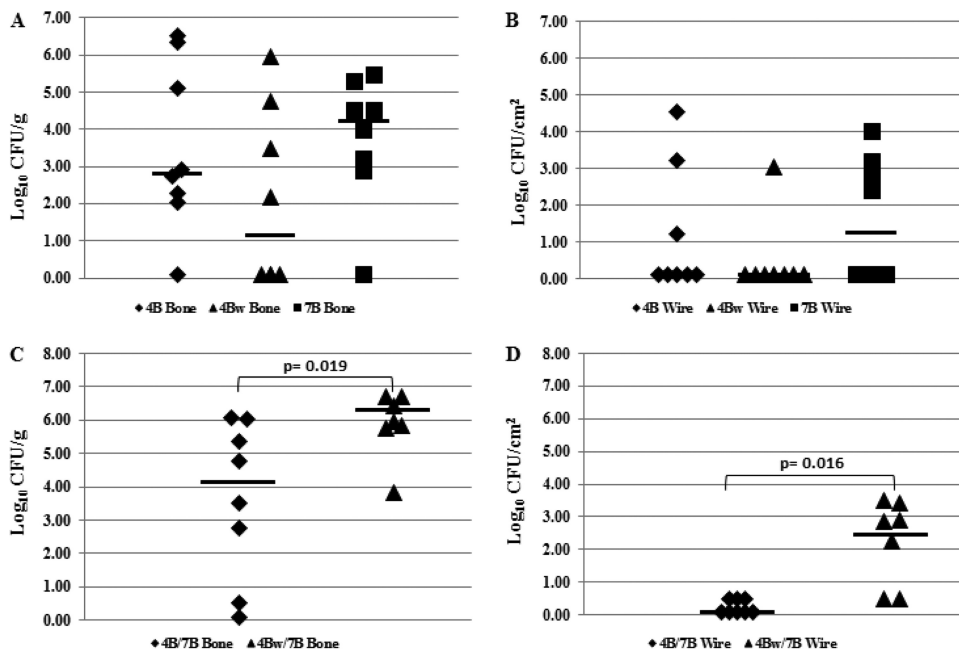 A
7.00
6.00
5.00
4.00
3.00
2.00
1.00
0.00
Log₁₀ CFU/g
◆ 4B Bone ▲ 4Bw Bone ■ 7B Bone
B
7.00
6.00
5.00
4.00
3.00
2.00
1.00
0.00
Log₁₀ CFU/cm²
◆ 4B Wire ▲ 4Bw Wire ■ 7B Wire
C
8.00
7.00
6.00
5.00
4.00
3.00
2.00
1.00
0.00
Log₁₀ CFU/g
p= 0.019
◆ 4B/7B Bone ▲ 4Bw/7B Bone
D
8.00
7.00
6.00
5.00
4.00
3.00
2.00
1.00
0.00
Log₁₀ CFU/cm²
p= 0.016
◆ 4B/7B Wire ▲ 4Bw/7B Wire